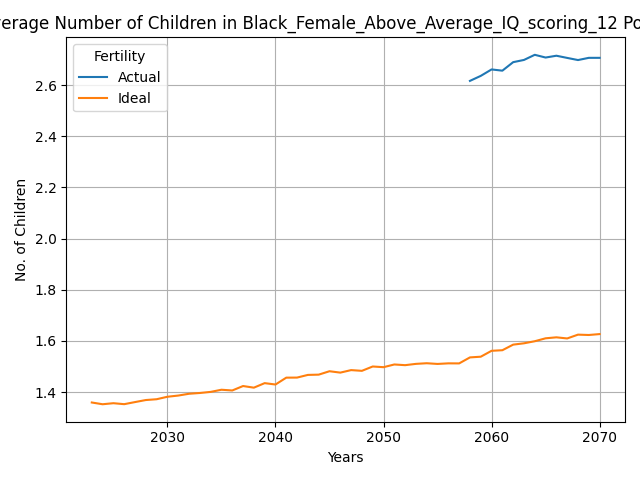 verage Number of Children in Black_Female_Above_Average_IQ_scoring_12 Po
Fertility
Actual
Ideal
No. of Children
2.6
2.4
2.2
2.0
1.8
1.6
1.4
2030 2040 2050 2060 2070
Years